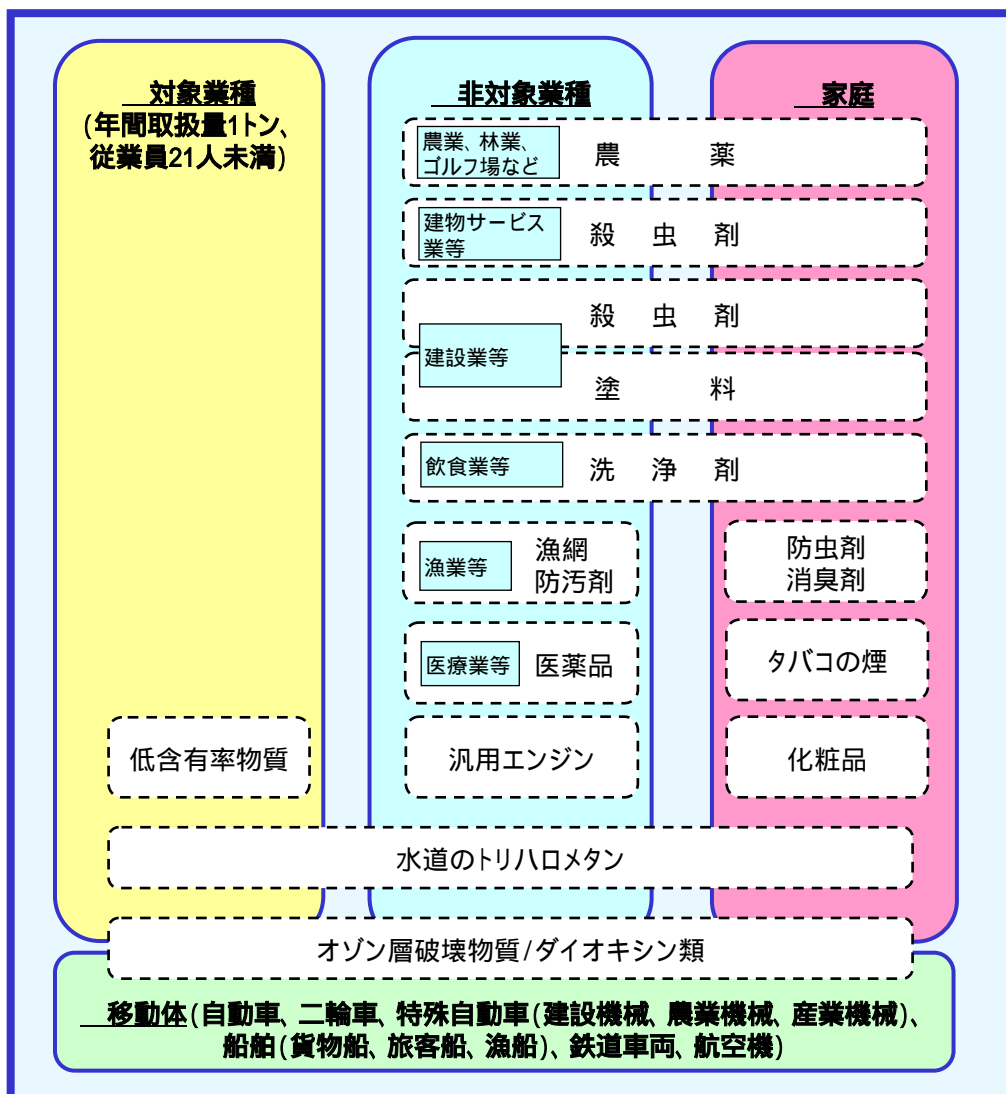 対象業種
(年間取扱量1トン、
従業員21人未満)
非対象業種
家庭
農業、林業、
ゴルフ場など
農薬
建物サービス
業等
殺虫剤
殺虫剤
建設業等
塗料
飲食業等
洗浄剤
漁業等
漁網
防汚剤
防虫剤
消臭剤
医療業等
医薬品
タバコの煙
低含有率物質
汎用エンジン
化粧品
水道のトリハロメタン
オゾン層破壊物質/ダイオキシン類
移動体(自動車、二輪車、特殊自動車(建設機械、農業機械、産業機械)、
船舶(貨物船、旅客船、漁船)、鉄道車両、航空機)